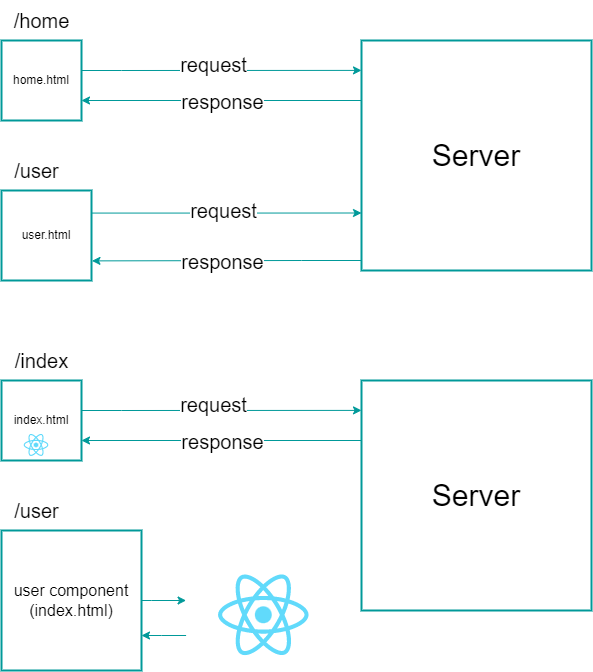 /home
home.html
request
response
Server
/user
user.html
request
response
/index
index.html
request
response
Server
/user
user component
(index.html)